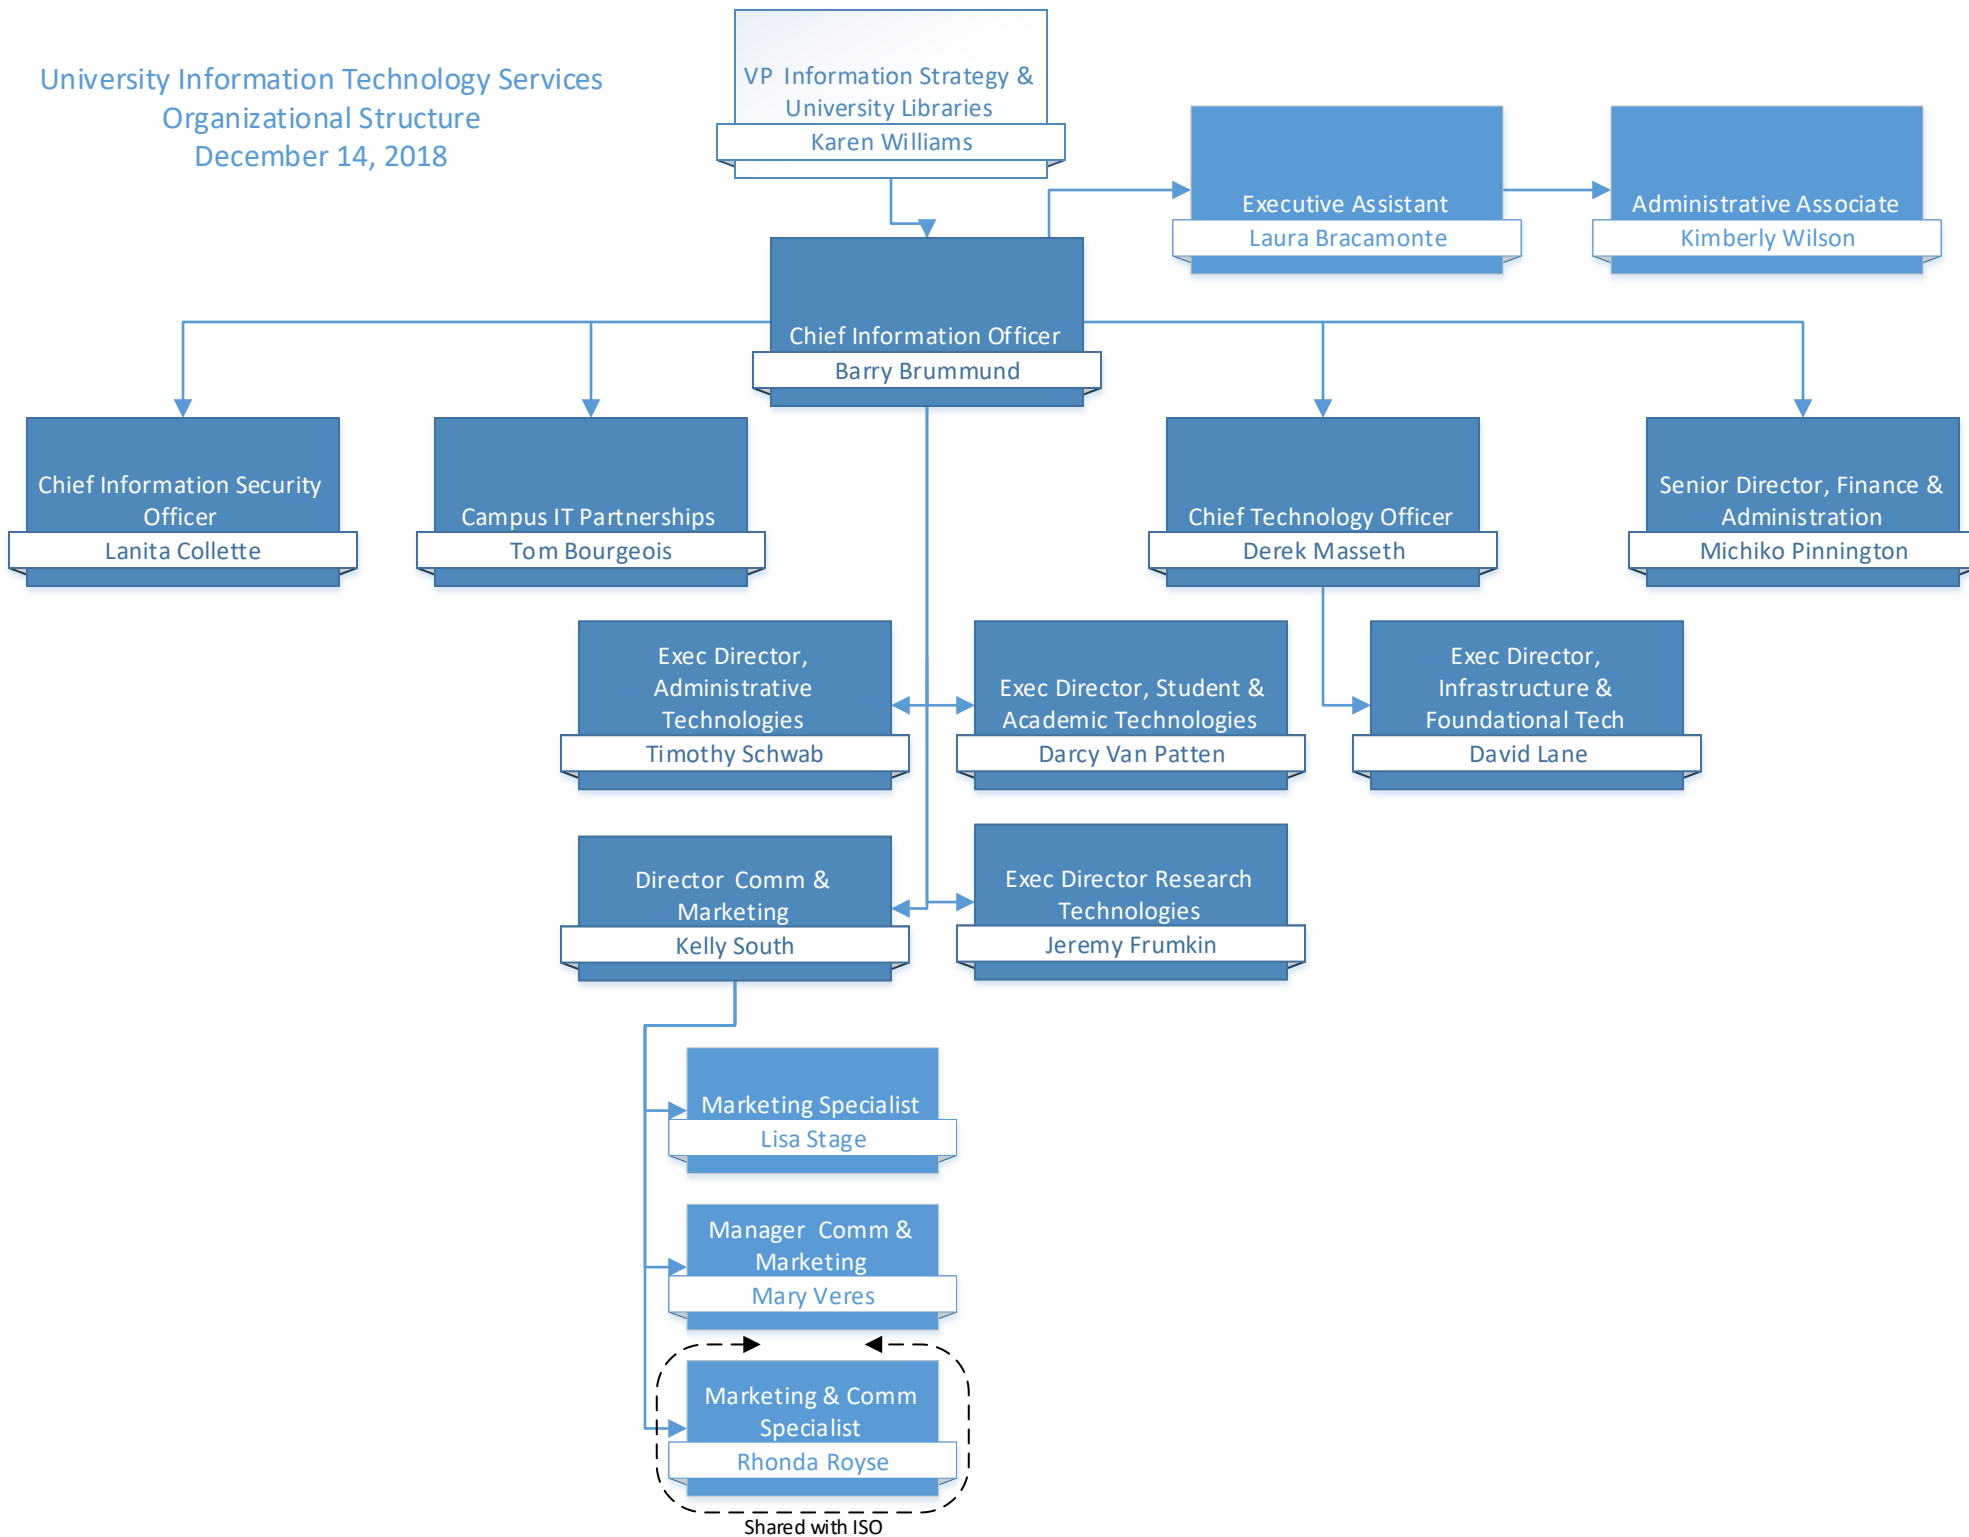 University Information Technology Services
Organizational Structure
December 14, 2018
VP Information Strategy &
University Libraries
Karen Williams
Executive Assistant
Laura Bracamonte
Administrative Associate
Kimberly Wilson
Chief Information Officer
Barry Brummund
Chief Information Security
Officer
Lanita Collette
Campus IT Partnerships
Tom Bourgeois
Chief Technology Officer
Derek Masseth
Senior Director, Finance &
Administration
Michiko Pinnington
Exec Director,
Administrative
Technologies
Timothy Schwab
Exec Director, Student &
Academic Technologies
Darcy Van Patten
Exec Director,
Infrastructure &
Foundational Tech
David Lane
Director Comm &
Marketing
Kelly South
Exec Director Research
Technologies
Jeremy Frumkin
Marketing Specialist
Lisa Stage
Manager Comm &
Marketing
Mary Veres
Marketing & Comm
Specialist
Rhonda Royse
Shared with ISO